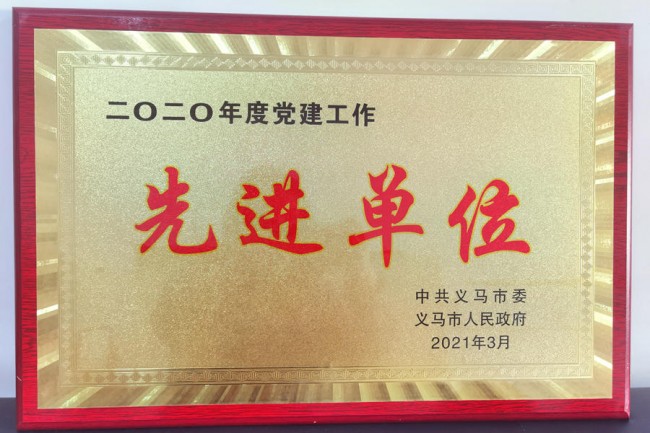 二〇二〇年度党建工作
先进单位
中共义马市委
义马市人民政府
2021年3月